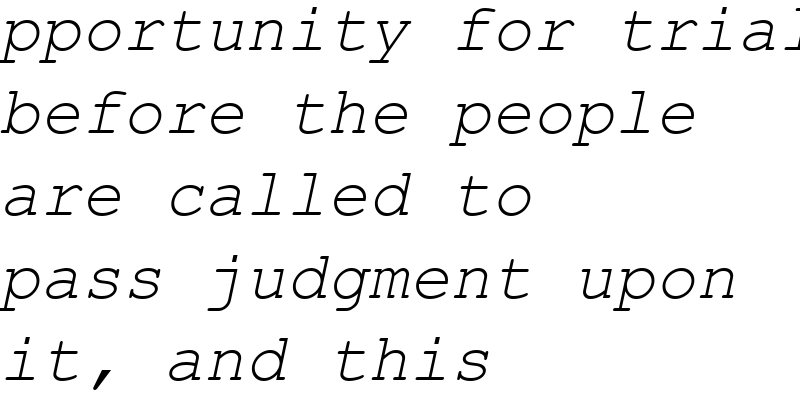 pportunity for trial
before the people
are called to
pass judgment upon
it, and this